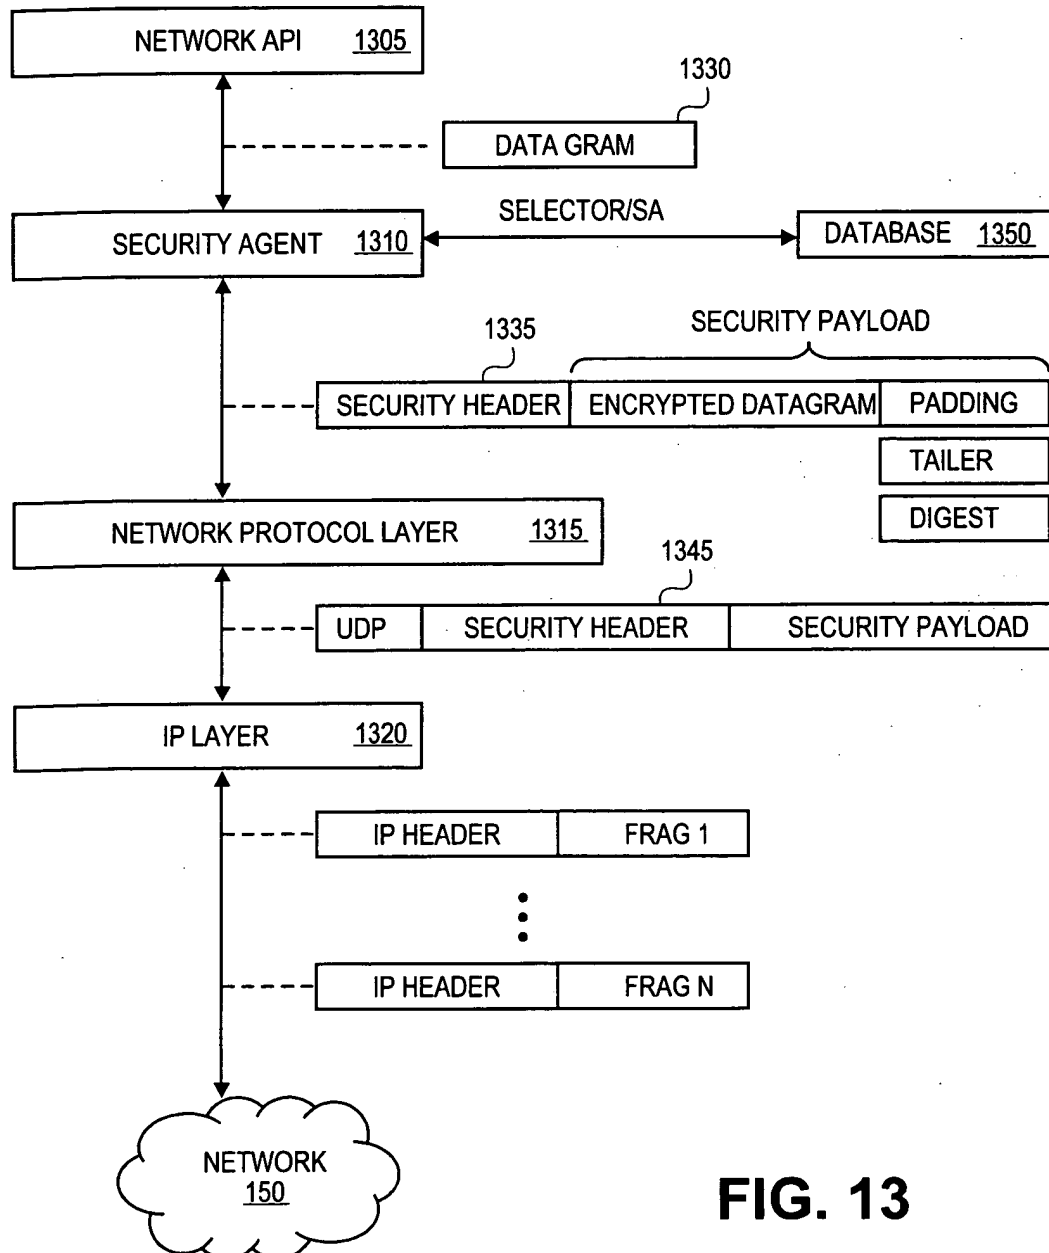 NETWORK API 1305
1330
DATA GRAM
SELECTOR/SA
SECURITY AGENT 1310
DATABASE 1350
SECURITY PAYLOAD
1335
SECURITY HEADER ENCRYPTED DATAGRAM PADDING
TAILER
DIGEST
NETWORK PROTOCOL LAYER 1315
1345
UDP SECURITY HEADER SECURITY PAYLOAD
IP LAYER 1320
IP HEADER FRAG 1
IP HEADER FRAG N
NETWORK
150
FIG. 13